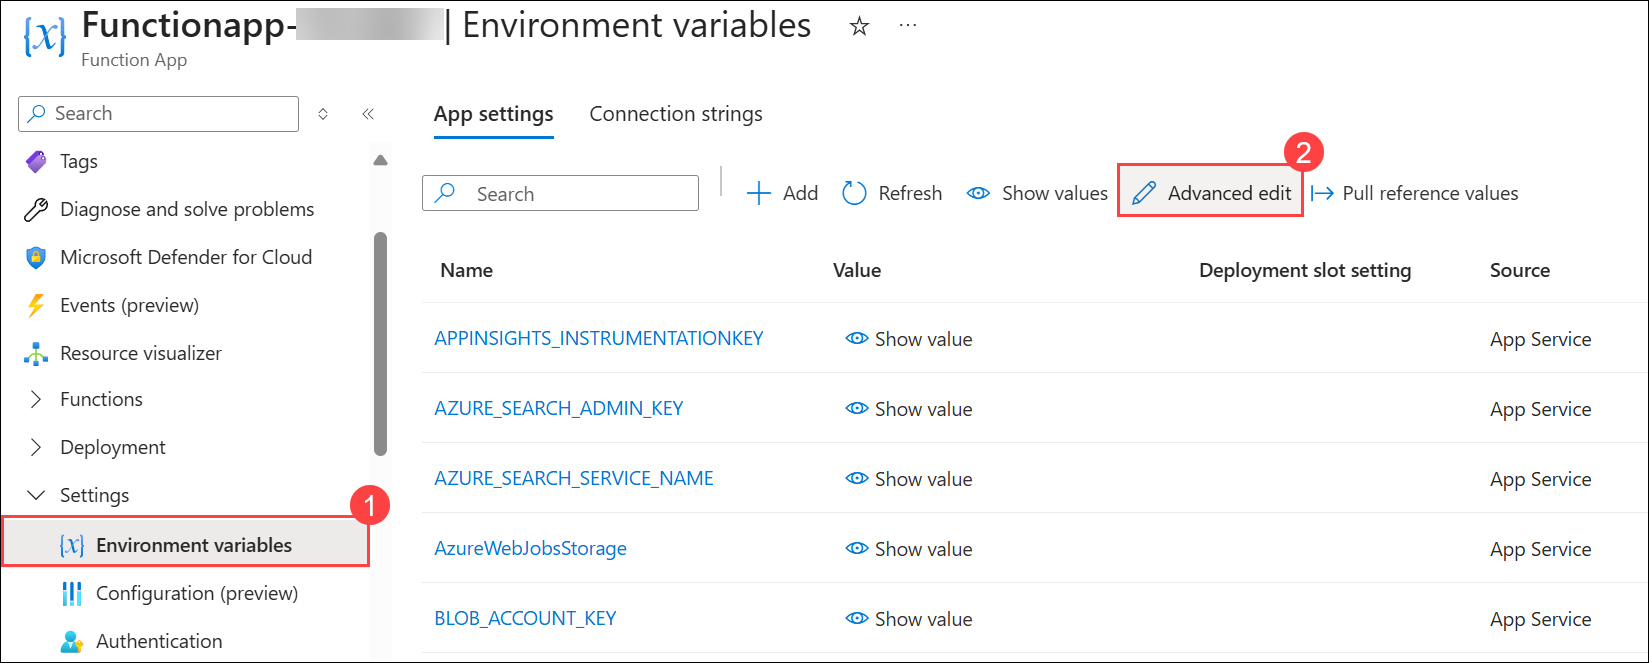 Functionapp- | Environment variables
Function App
Search
Tags
Diagnose and solve problems
Microsoft Defender for Cloud
Events (preview)
Resource visualizer
Functions
Deployment
Settings
1
Environment variables
Configuration (preview)
Authentication
App settings Connection strings
2
Search Add Refresh Show values Advanced edit Pull reference values
Name Value Deployment slot setting Source
APPINSIGHTS_INSTRUMENTATIONKEY Show value App Service
AZURE_SEARCH_ADMIN_KEY Show value App Service
AZURE_SEARCH_SERVICE_NAME Show value App Service
AzureWebJobsStorage Show value App Service
BLOB_ACCOUNT_KEY Show value App Service